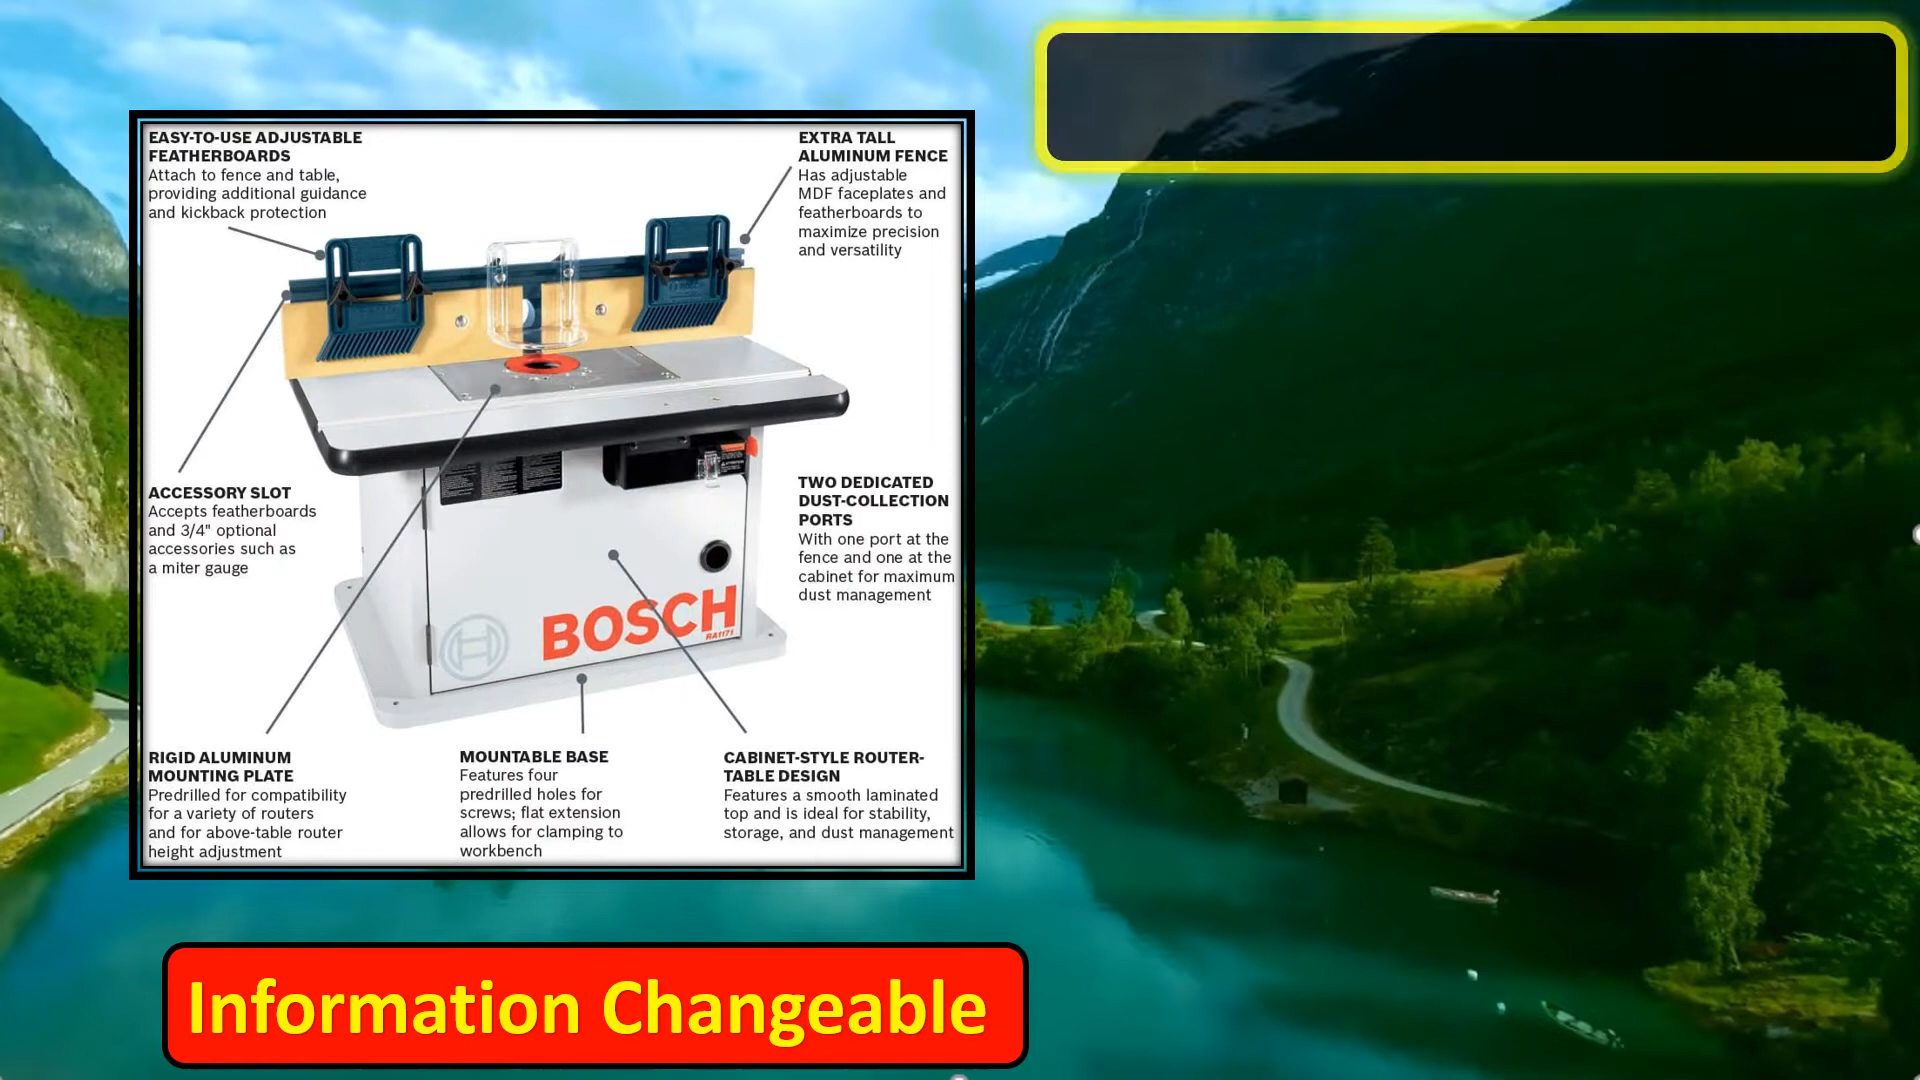 EASY-TO-USE ADJUSTABLE
FEATHERBOARDS
Attach to fence and table,
providing additional guidance
and kickback protection
EXTRA TALL
ALUMINUM FENCE
Has adjustable
MDF faceplates and
featherboards to
maximize precision
and versatility
ACCESSORY SLOT
Accepts featherboards
and 3/4" optional
accessories such as
a miter gauge
TWO DEDICATED
DUST-COLLECTION
PORTS
With one port at the
fence and one at the
cabinet for maximum
dust management
BOSCH
RA1171
RIGID ALUMINUM
MOUNTING PLATE
Predrilled for compatibility
for a variety of routers
and for above-table router
height adjustment
MOUNTABLE BASE
Features four
predrilled holes for
screws; flat extension
allows for clamping to
workbench
CABINET-STYLE ROUTER-
TABLE DESIGN
Features a smooth laminated
top and is ideal for stability,
storage, and dust management
Information Changeable